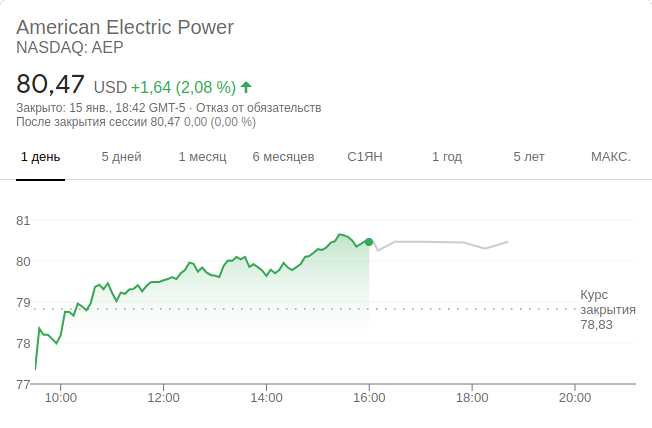 American Electric Power
NASDAQ: AEP
80,47 USD +1,64 (2,08 %)
Закрыто: 15 янв., 18:42 GMT-5 · Отказ от обязательств
После закрытия сессии 80,47 0,00 (0,00 %)
1 день 5 дней 1 месяц 6 месяцев С1ЯН 1 год 5 лет МАКС.
81
80
79
78
77
Курс
закрытия
78,83
10:00 12:00 14:00 16:00 18:00 20:00